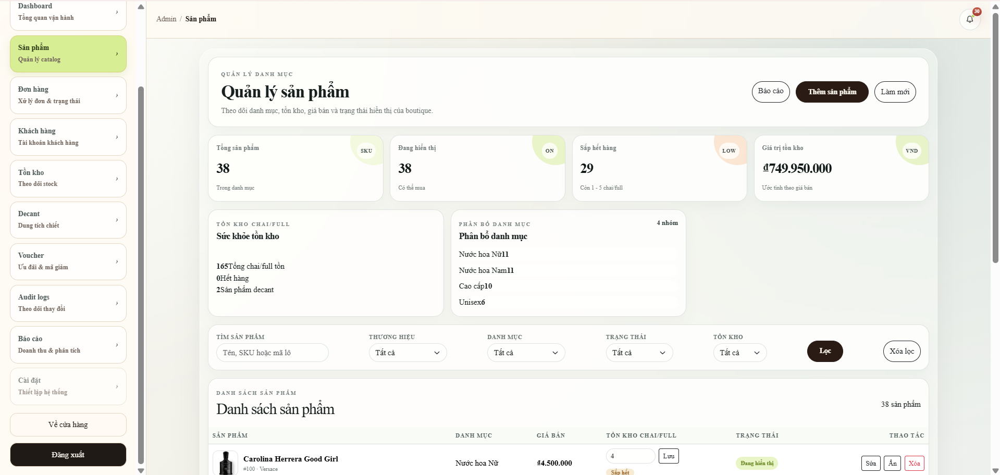 Dashboard
Tổng quan vận hành
Sản phẩm
Quản lý catalog
Đơn hàng
Xử lý đơn & trạng thái
Khách hàng
Tài khoản khách hàng
Tồn kho
Theo dõi stock
Decant
Dung tích chiết
Voucher
Ưu đãi & mã giảm
Audit logs
Theo dõi thay đổi
Báo cáo
Doanh thu & phân tích
Cài đặt
Thiết lập hệ thống
Về cửa hàng
Đăng xuất
Admin / Sản phẩm
30
QUẢN LÝ DANH MỤC
Quản lý sản phẩm
Theo dõi danh mục, tồn kho, giá bán và trạng thái hiển thị của boutique.
Báo cáo
Thêm sản phẩm
Làm mới
Tổng sản phẩm
SKU
38
Trong danh mục
Đang hiển thị
ON
38
Có thể mua
Sắp hết hàng
LOW
29
Còn 1 - 5 chai/full
Giá trị tồn kho
VND
₫749.950.000
Ước tính theo giá bán
TỒN KHO CHAI/FULL
Sức khỏe tồn kho
165Tổng chai/full tồn
0Hết hàng
2Sản phẩm decant
PHÂN BỔ DANH MỤC
4 nhóm
Phân bổ danh mục
Nước hoa Nữ11
Nước hoa Nam11
Cao cấp10
Unisex6
TÌM SẢN PHẨM
Tên, SKU hoặc mã lô
THƯƠNG HIỆU
Tất cả
DANH MỤC
Tất cả
TRẠNG THÁI
Tất cả
TỒN KHO
Tất cả
Lọc
Xóa lọc
DANH SÁCH SẢN PHẨM
Danh sách sản phẩm
38 sản phẩm
SẢN PHẨM DANH MỤC GIÁ BÁN TỒN KHO CHAI/FULL TRẠNG THÁI THAO TÁC
Carolina Herrera Good Girl
#100 · Versace
Nước hoa Nữ
₫4.500.000
4
Lưu
Sắp hết
Đang hiển thị
Sửa
Ẩn
Xóa